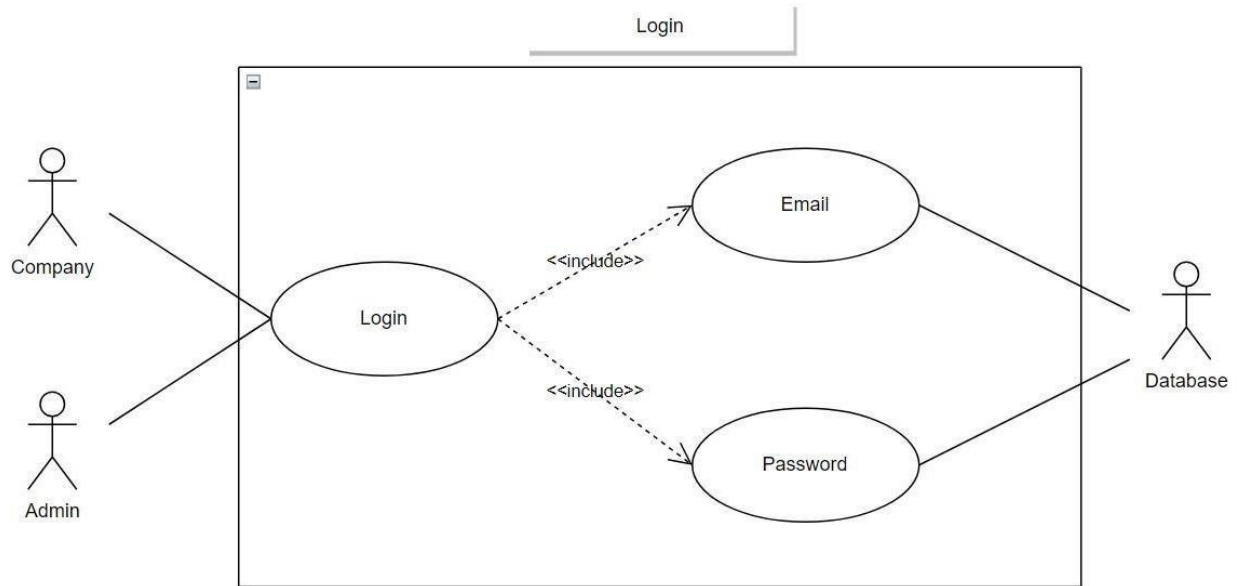 Login
Company
Admin
Login
<<include>>
<<include>>
Email
Password
Database